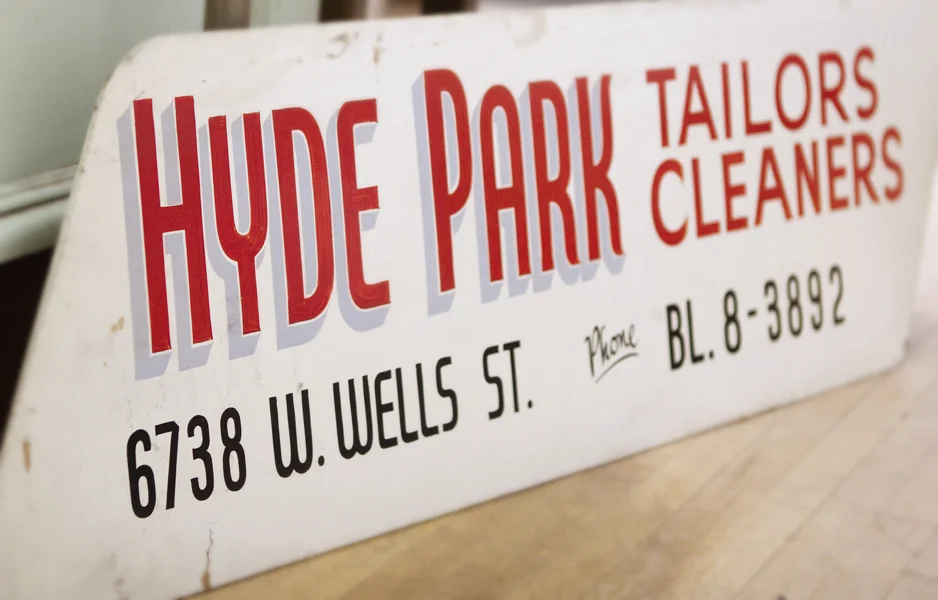 HYDE PARK
TAILORS
CLEANERS
6738 W. WELLS ST. Phone BL. 8-3892